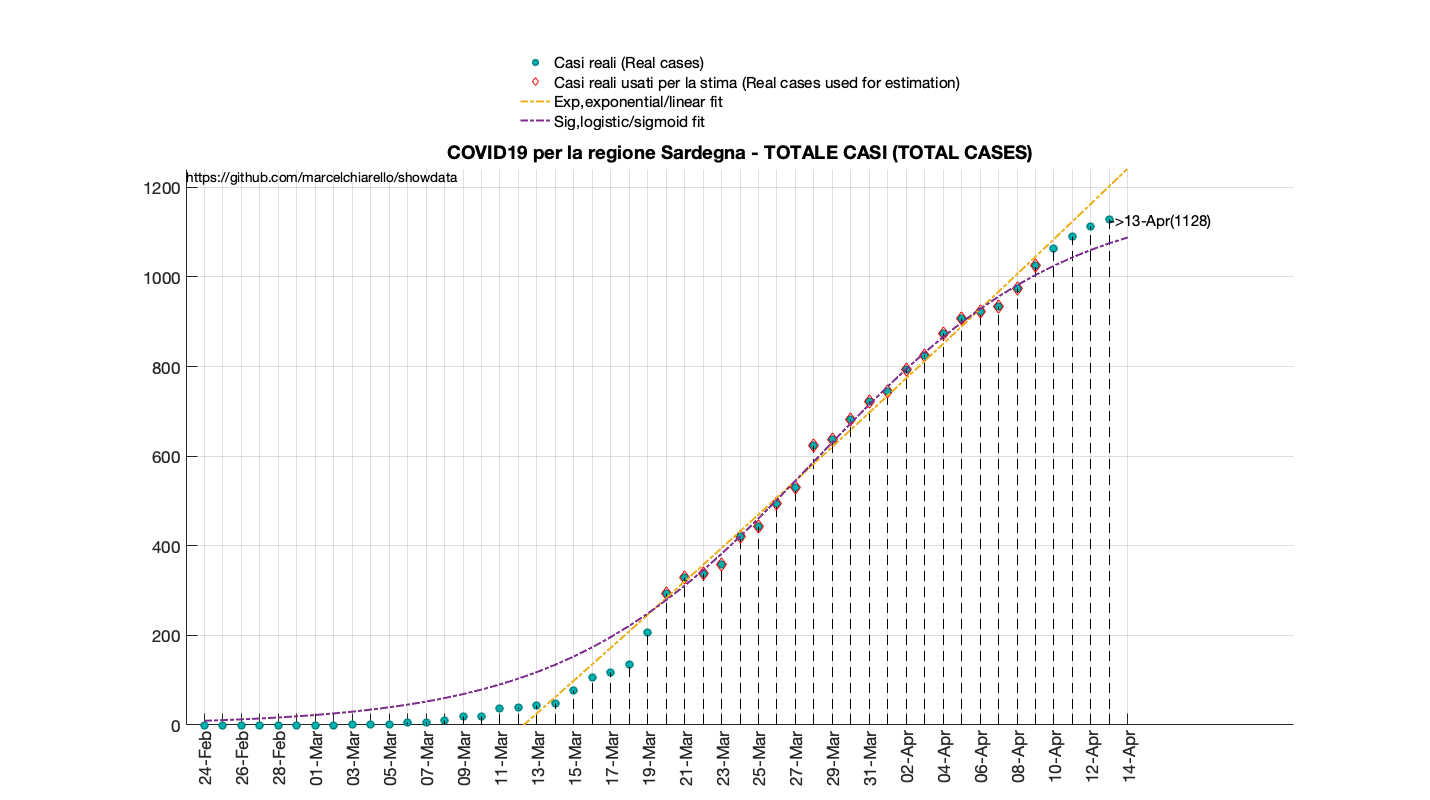 Casi reali (Real cases)
Casi reali usati per la stima (Real cases used for estimation)
Exp,exponential/linear fit
Sig,logistic/sigmoid fit
COVID19 per la regione Sardegna - TOTALE CASI (TOTAL CASES)
https://github.com/marcelchiarello/showdata
1200
>13-Apr(1128)
1000
800
600
400
200
0
24-Feb
26-Feb
28-Feb
01-Mar
03-Mar
05-Mar
07-Mar
09-Mar
11-Mar
13-Mar
15-Mar
17-Mar
19-Mar
21-Mar
23-Mar
25-Mar
27-Mar
29-Mar
31-Mar
02-Apr
04-Apr
06-Apr
08-Apr
10-Apr
12-Apr
14-Apr